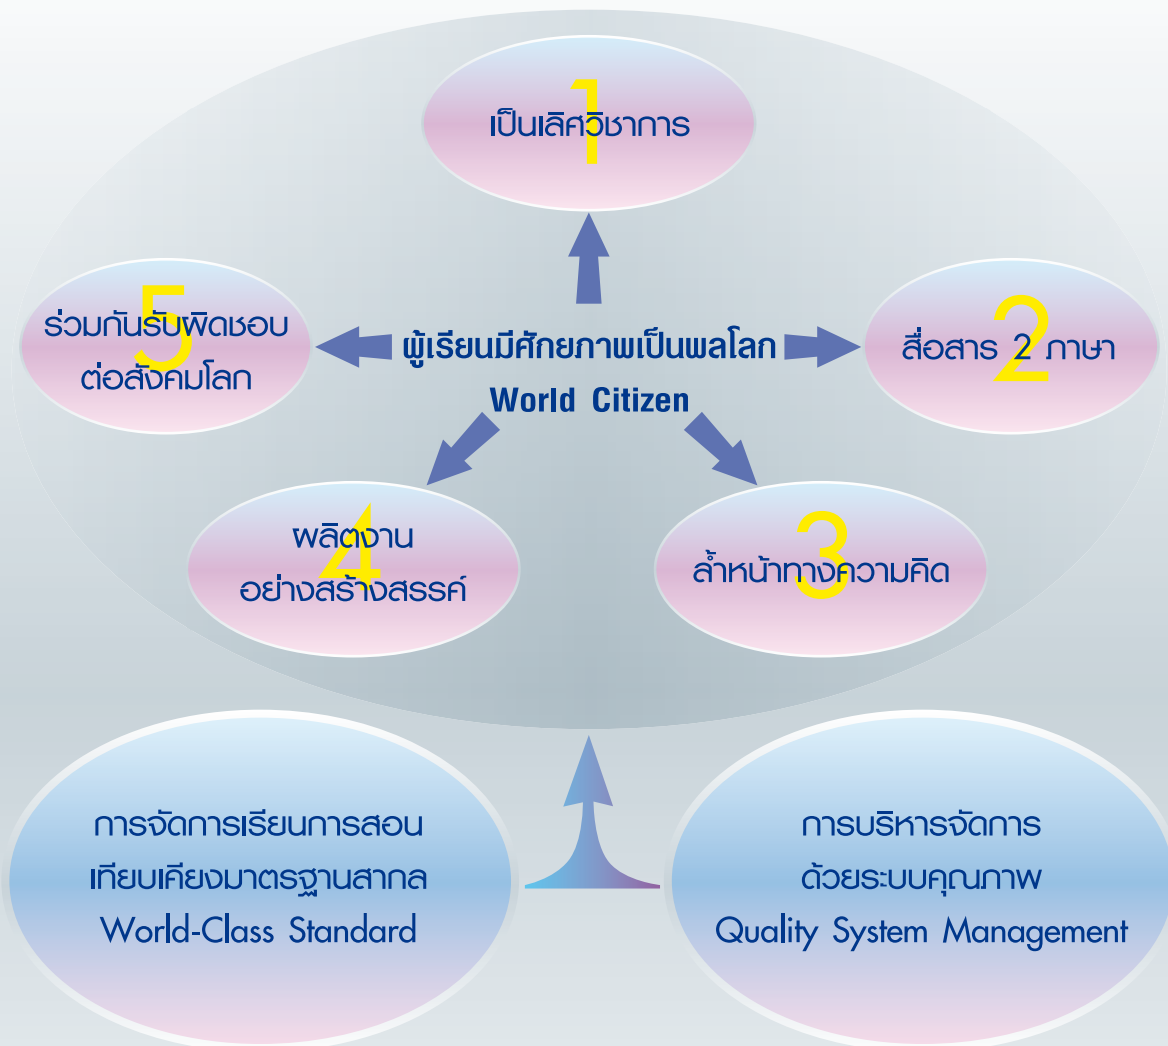 1
เป็นเลิศวิชาการ
2
สื่อสาร 2 ภาษา
3
ล้ำหน้าทางความคิด
4
ผลิตงาน
อย่างสร้างสรรค์
5
ร่วมกันรับผิดชอบ
ต่อสังคมโลก
ผู้เรียนมีศักยภาพเป็นพลโลก
World Citizen
การจัดการเรียนการสอน
เทียบเคียงมาตรฐานสากล
World-Class Standard
การบริหารจัดการ
ด้วยระบบคุณภาพ
Quality System Management